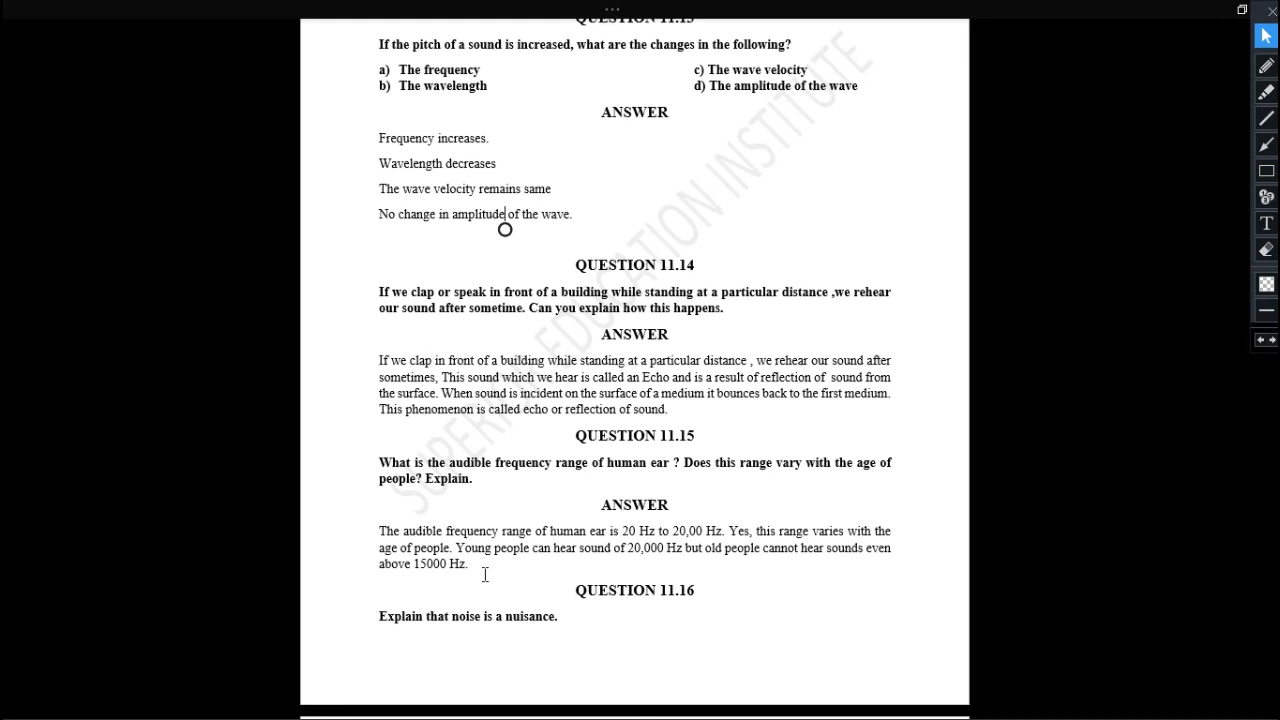 QUESTION 11.13
If the pitch of a sound is increased, what are the changes in the following?
a) The frequency c) The wave velocity
b) The wavelength d) The amplitude of the wave
ANSWER
Frequency increases.
Wavelength decreases
The wave velocity remains same
No change in amplitude of the wave.
QUESTION 11.14
If we clap or speak in front of a building while standing at a particular distance ,we rehear
our sound after sometime. Can you explain how this happens.
ANSWER
If we clap in front of a building while standing at a particular distance , we rehear our sound after
sometimes, This sound which we hear is called an Echo and is a result of reflection of sound from
the surface. When sound is incident on the surface of a medium it bounces back to the first medium.
This phenomenon is called echo or reflection of sound.
QUESTION 11.15
What is the audible frequency range of human ear ? Does this range vary with the age of
people? Explain.
ANSWER
The audible frequency range of human ear is 20 Hz to 20,00 Hz. Yes, this range varies with the
age of people. Young people can hear sound of 20,000 Hz but old people cannot hear sounds even
above 15000 Hz.
QUESTION 11.16
Explain that noise is a nuisance.
SUPERIOR EDUCATION INSTITUTE
T